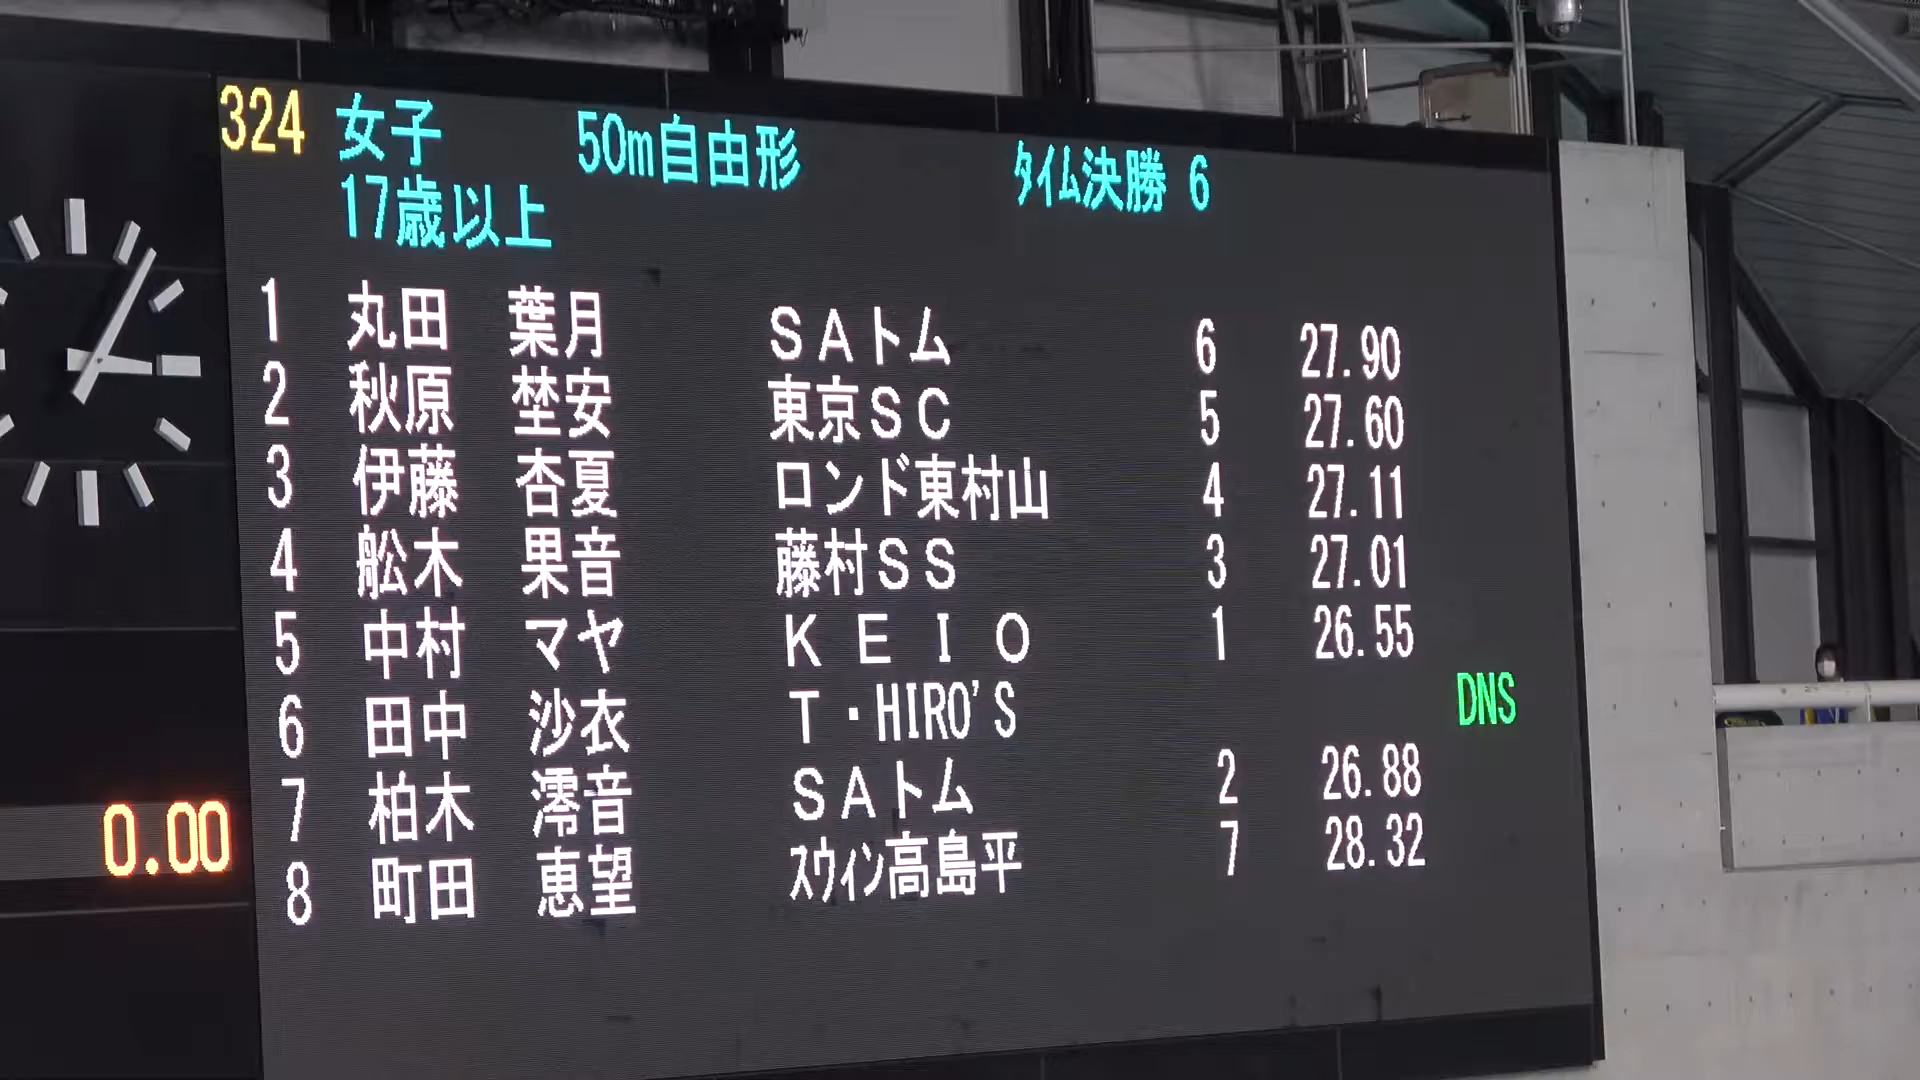 324 女子 50m自由形 ﾀｲﾑ決勝 6
17歳以上
1 丸田 葉月 ＳＡトム 6 27.90
2 秋原 埜安 東京ＳＣ 5 27.60
3 伊藤 杏夏 ロンド東村山 4 27.11
4 舩木 果音 藤村ＳＳ 3 27.01
5 中村 マヤ ＫＥＩＯ 1 26.55
6 田中 沙衣 Ｔ・HIRO'S DNS
7 柏木 澪音 ＳＡトム 2 26.88
8 町田 恵望 ｽｳｨﾝ高島平 7 28.32
0.00